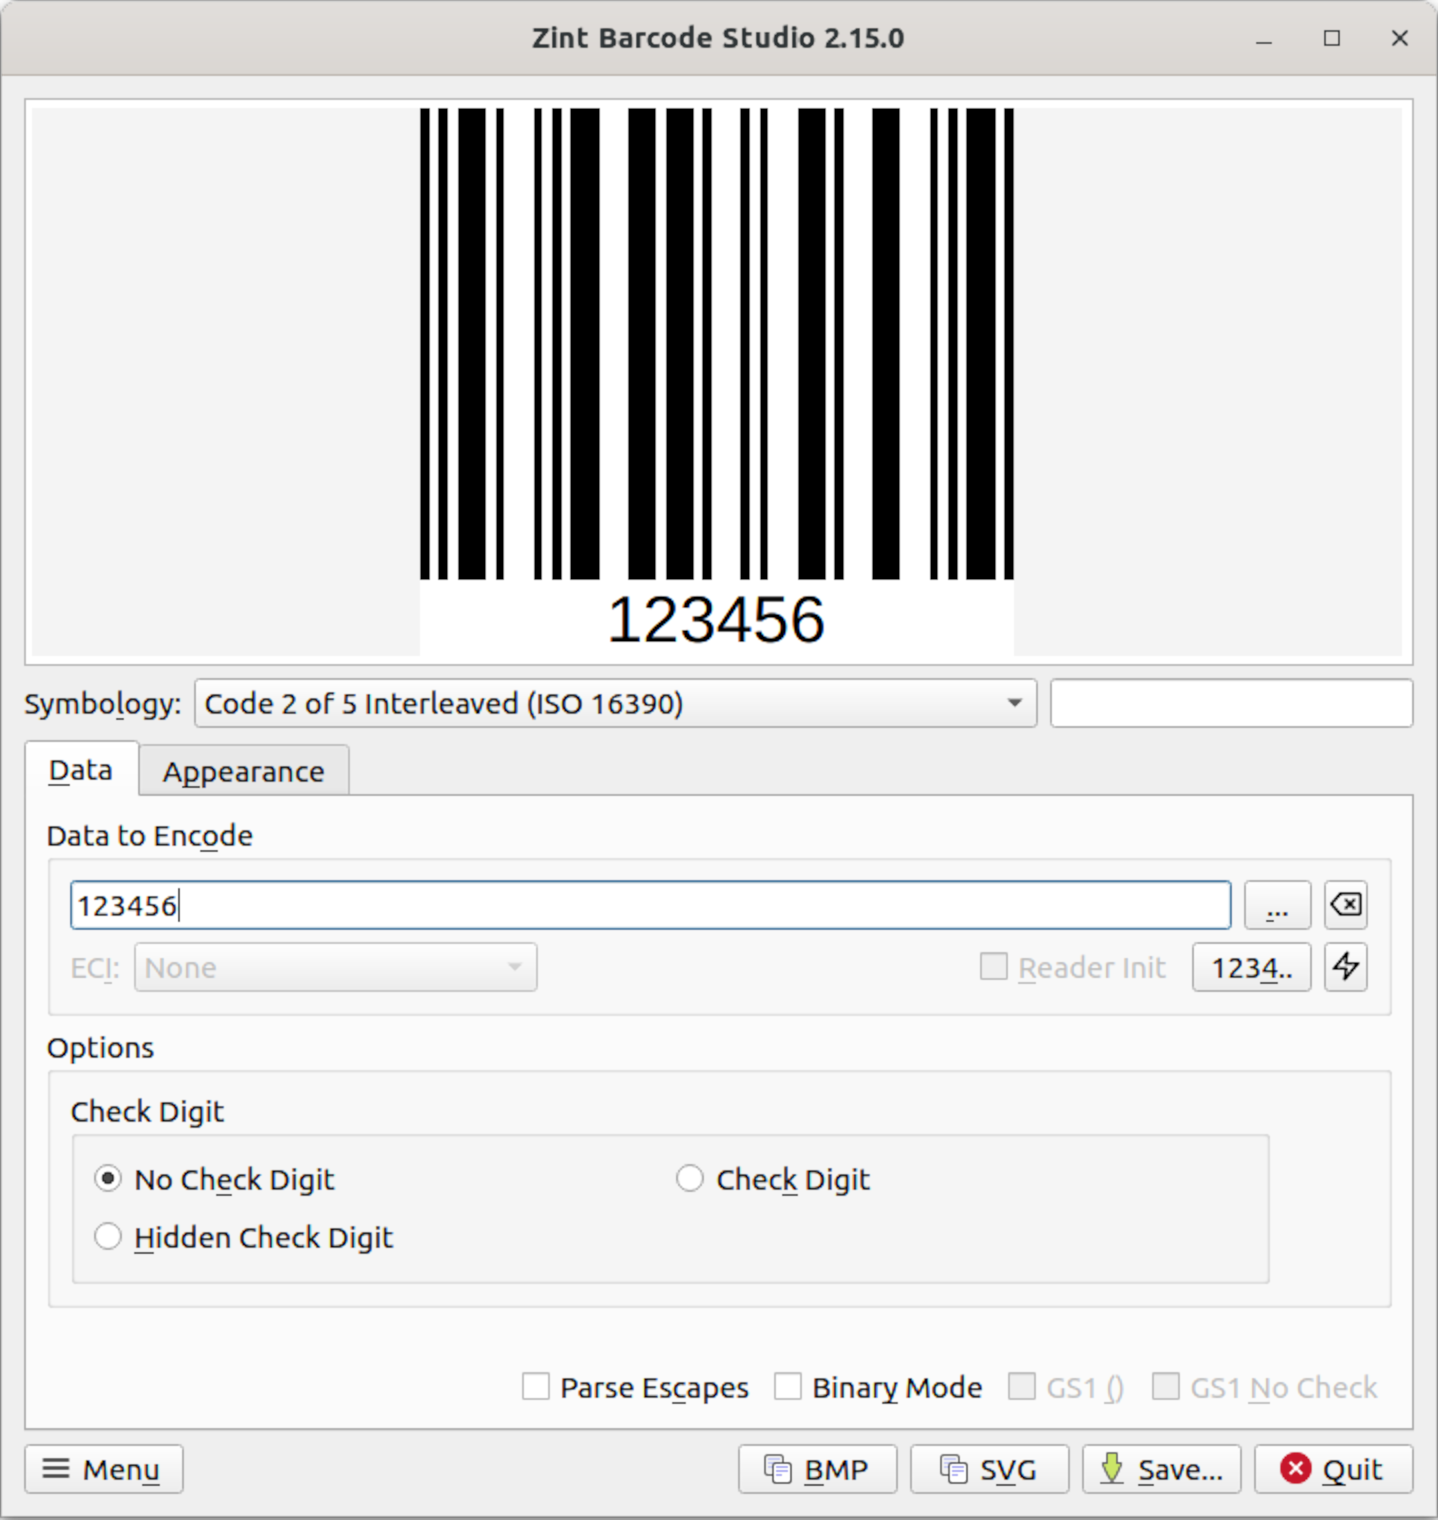 Zint Barcode Studio 2.15.0
123456
Symbology: Code 2 of 5 Interleaved (ISO 16390)
Data Appearance
Data to Encode
123456 ...
ECI: None Reader Init 1234..
Options
Check Digit
No Check Digit Check Digit
Hidden Check Digit
Parse Escapes Binary Mode GS1 () GS1 No Check
Menu BMP SVG Save... Quit